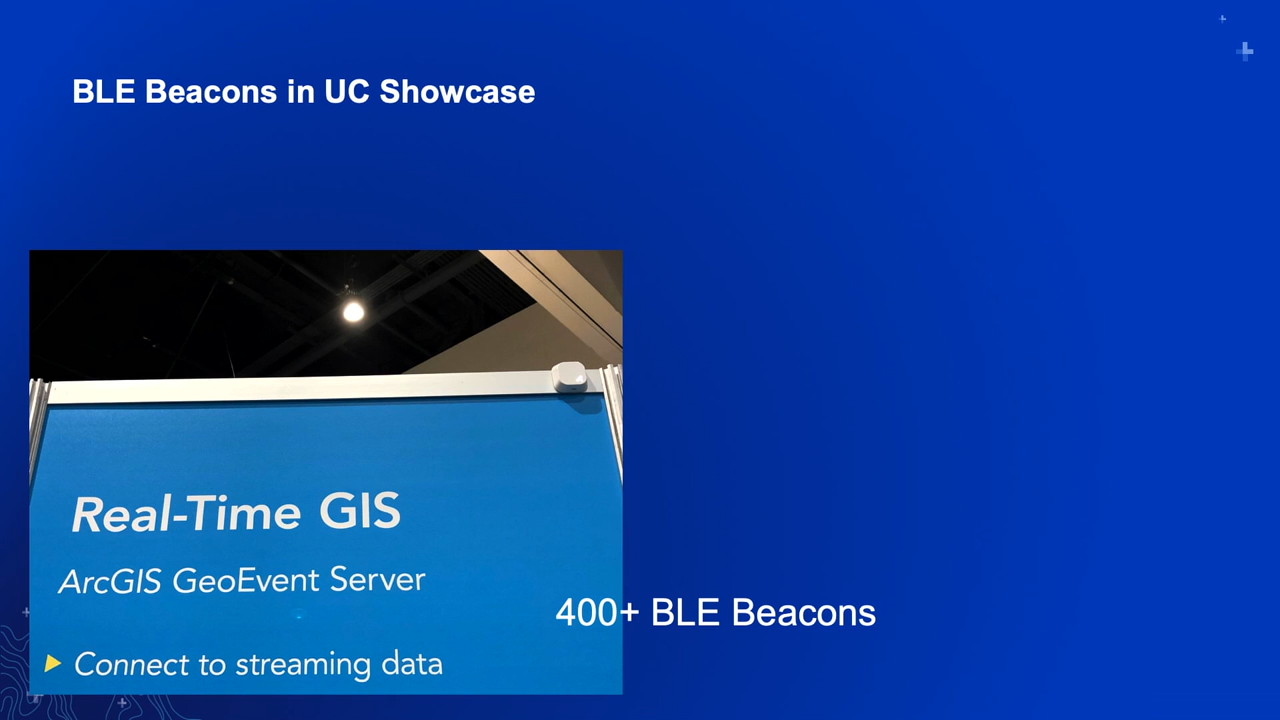 BLE Beacons in UC Showcase
Real-Time GIS
ArcGIS GeoEvent Server
400+ BLE Beacons
Connect to streaming data